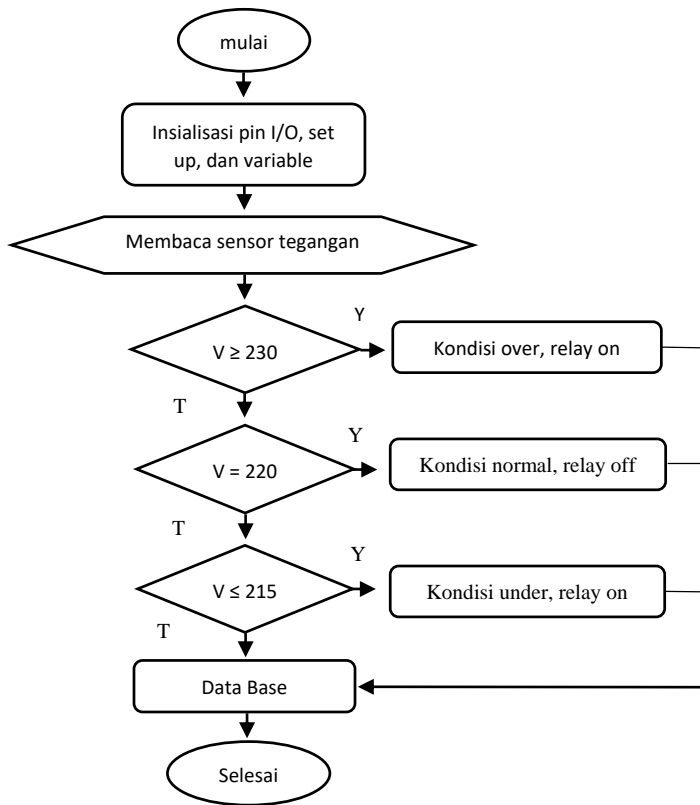 mulai
Insialisasi pin I/O, set
up, dan variable
Membaca sensor tegangan
V ≥ 230
Y
Kondisi over, relay on
T
V = 220
Y
Kondisi normal, relay off
T
V ≤ 215
Y
Kondisi under, relay on
T
Data Base
Selesai